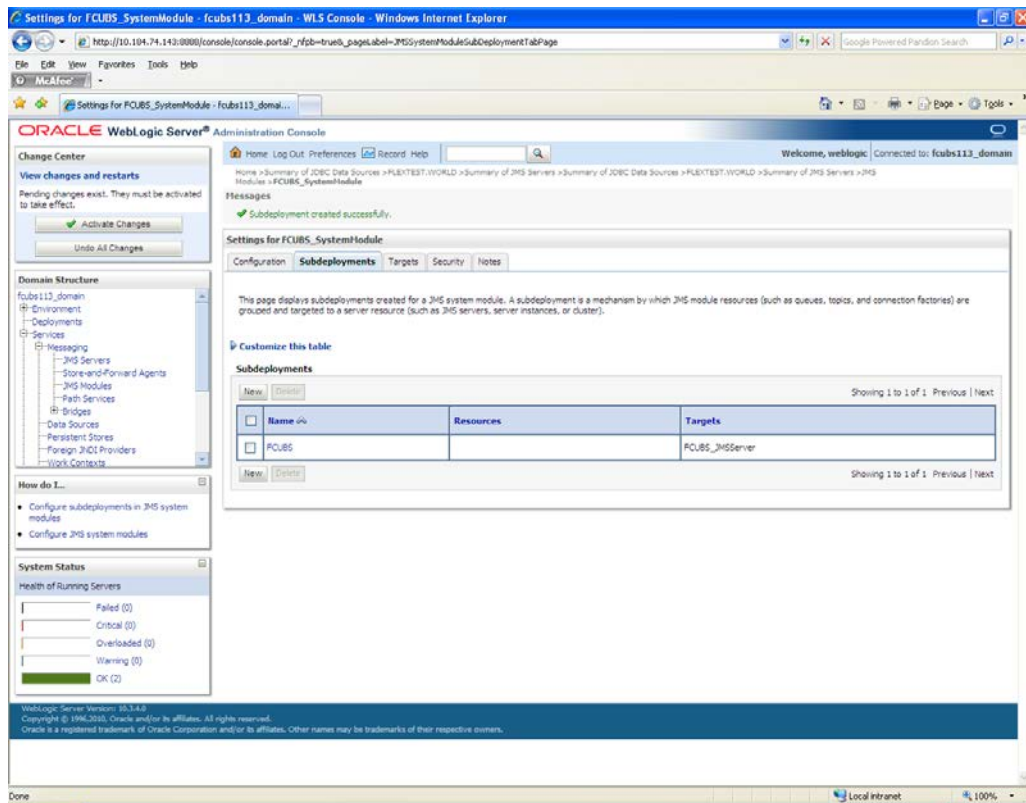 Settings for FCUBS_SystemModule - fcubs113_domain - WLS Console - Windows Internet Explorer
http://10.184.74.143:8888/console/console.portal?_nfpb=true&_pageLabel=JMSSystemModuleSubDeploymentTabPage
Google Powered Pandion Search
File Edit View Favorites Tools Help
McAfee
Settings for FCUBS_SystemModule - fcubs113_domai...
Page Tools
ORACLE WebLogic Server® Administration Console
Change Center
View changes and restarts
Pending changes exist. They must be activated
to take effect.
Activate Changes
Undo All Changes
Domain Structure
fcubs113_domain
Environment
Deployments
Services
Messaging
JMS Servers
Store-and-Forward Agents
JMS Modules
Path Services
Bridges
Data Sources
Persistent Stores
Foreign JNDI Providers
Work Contexts
How do I...
Configure subdeployments in JMS system
modules
Configure JMS system modules
System Status
Health of Running Servers
Failed (0)
Critical (0)
Overloaded (0)
Warning (0)
OK (2)
Home Log Out Preferences Record Help
Welcome, weblogic Connected to: fcubs113_domain
Home >Summary of JDBC Data Sources >FLEXTEST.WORLD >Summary of JMS Servers >Summary of JDBC Data Sources >FLEXTEST.WORLD >Summary of JMS Servers >JMS
Modules >FCUBS_SystemModule
Messages
Subdeployment created successfully.
Settings for FCUBS_SystemModule
Configuration Subdeployments Targets Security Notes
This page displays subdeployments created for a JMS system module. A subdeployment is a mechanism by which JMS module resources (such as queues, topics, and connection factories) are
grouped and targeted to a server resource (such as JMS servers, server instances, or cluster).
Customize this table
Subdeployments
New Delete Showing 1 to 1 of 1 Previous | Next
Name Resources Targets
FCUBS FCUBS_JMSServer
New Delete Showing 1 to 1 of 1 Previous | Next
WebLogic Server Version: 10.3.4.0
Copyright © 1996,2010, Oracle and/or its affiliates. All rights reserved.
Oracle is a registered trademark of Oracle Corporation and/or its affiliates. Other names may be trademarks of their respective owners.
Done Local intranet 100%